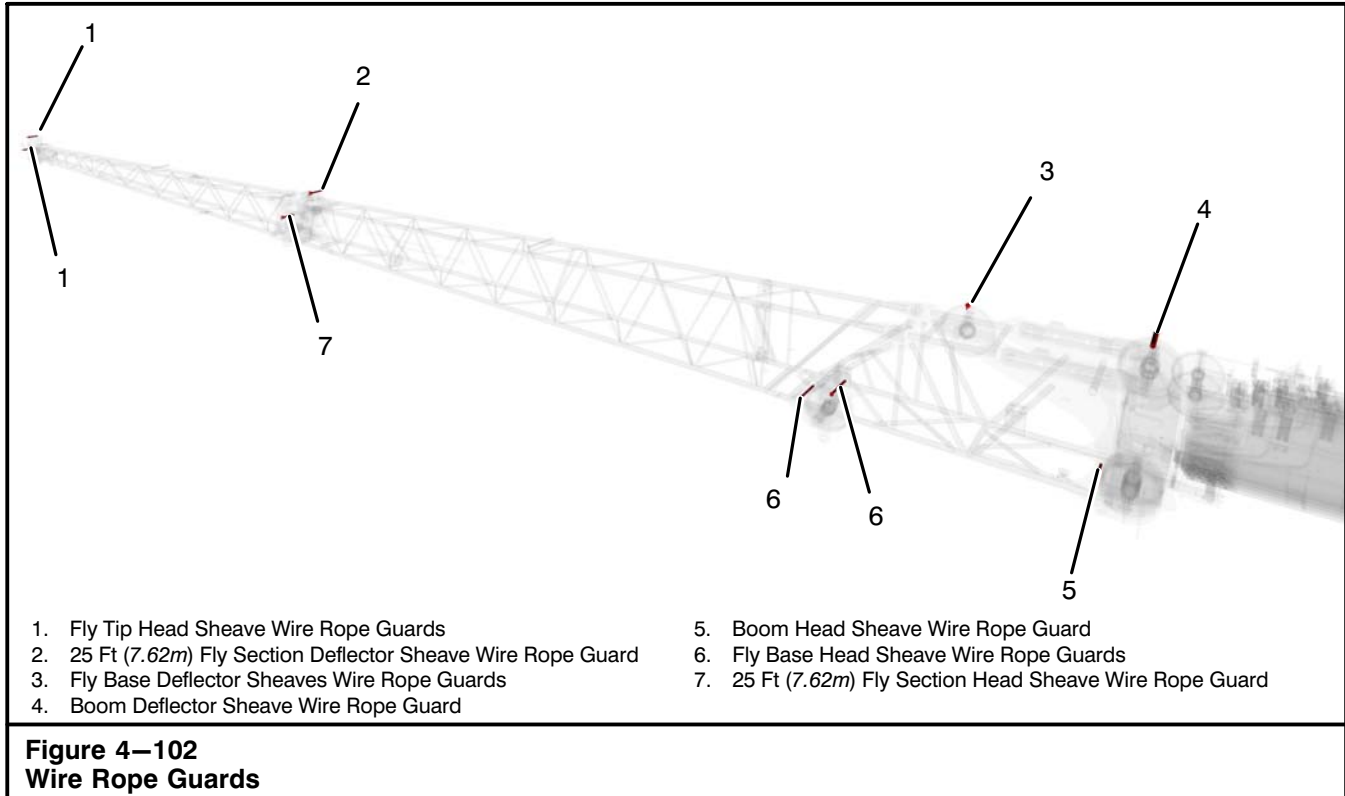 1
2
3
4
1
7
6
6
5
1. Fly Tip Head Sheave Wire Rope Guards
2. 25 Ft (7.62m) Fly Section Deflector Sheave Wire Rope Guard
3. Fly Base Deflector Sheaves Wire Rope Guards
4. Boom Deflector Sheave Wire Rope Guard
5. Boom Head Sheave Wire Rope Guard
6. Fly Base Head Sheave Wire Rope Guards
7. 25 Ft (7.62m) Fly Section Head Sheave Wire Rope Guard
Figure 4–102
Wire Rope Guards